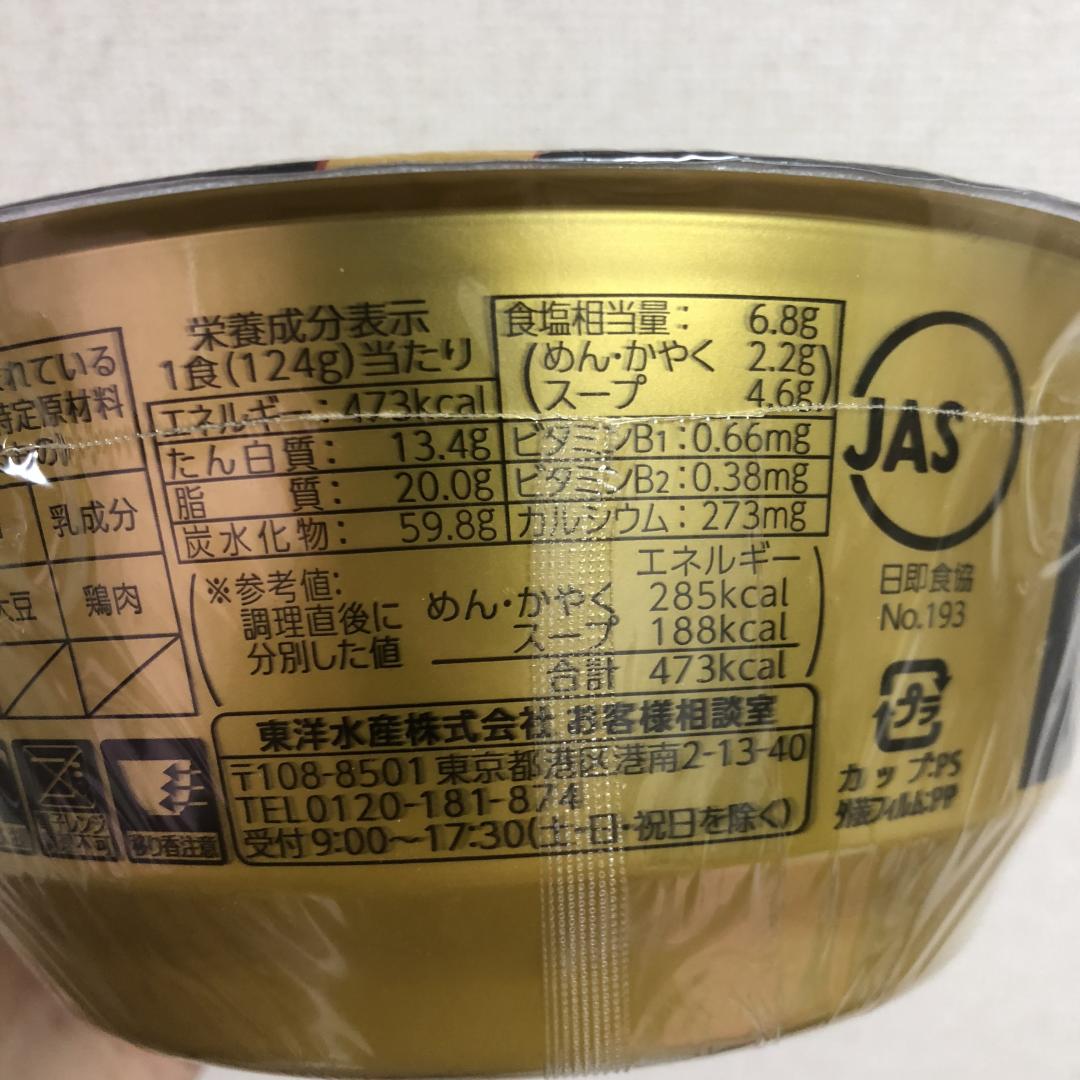 れている
特定原材料
乳成分
大豆
鶏肉
栄養成分表示
1食(124g)当たり
エネルギー：473kcal
たん白質：13.4g
脂質：20.0g
炭水化物：59.8g
食塩相当量：6.8g
(めん・かやく 2.2g
スープ 4.6g)
ビタミンB1：0.66mg
ビタミンB2：0.38mg
カルシウム：273mg
※参考値：
調理直後に
分別した値
エネルギー
めん・かやく 285kcal
スープ 188kcal
合計 473kcal
東洋水産株式会社 お客様相談室
〒108-8501 東京都港区港南2-13-40
TEL0120-181-874
受付 9:00～17:30(土・日・祝日を除く)
移り香注意
JAS
日即食協
No.193
プラ
カップ:PS
外装フィルム:PP